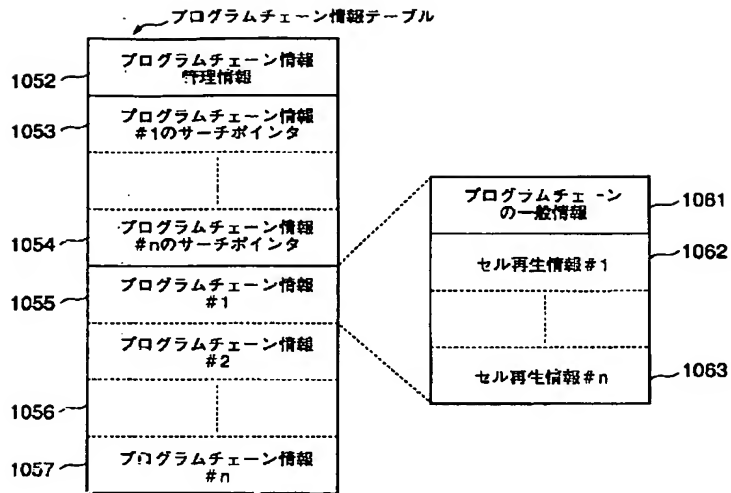 プログラムチェーン情報テーブル
1052
プログラムチェーン情報
管理情報
1053
プログラムチェーン情報
#1のサーチポインタ
1054
プログラムチェーン情報
#nのサーチポインタ
1055
プログラムチェーン情報
#1
プログラムチェーン情報
#2
1056
1057
プログラムチェーン情報
#n
プログラムチェーン
の一般情報
1061
セル再生情報#1
1062
セル再生情報#n
1063